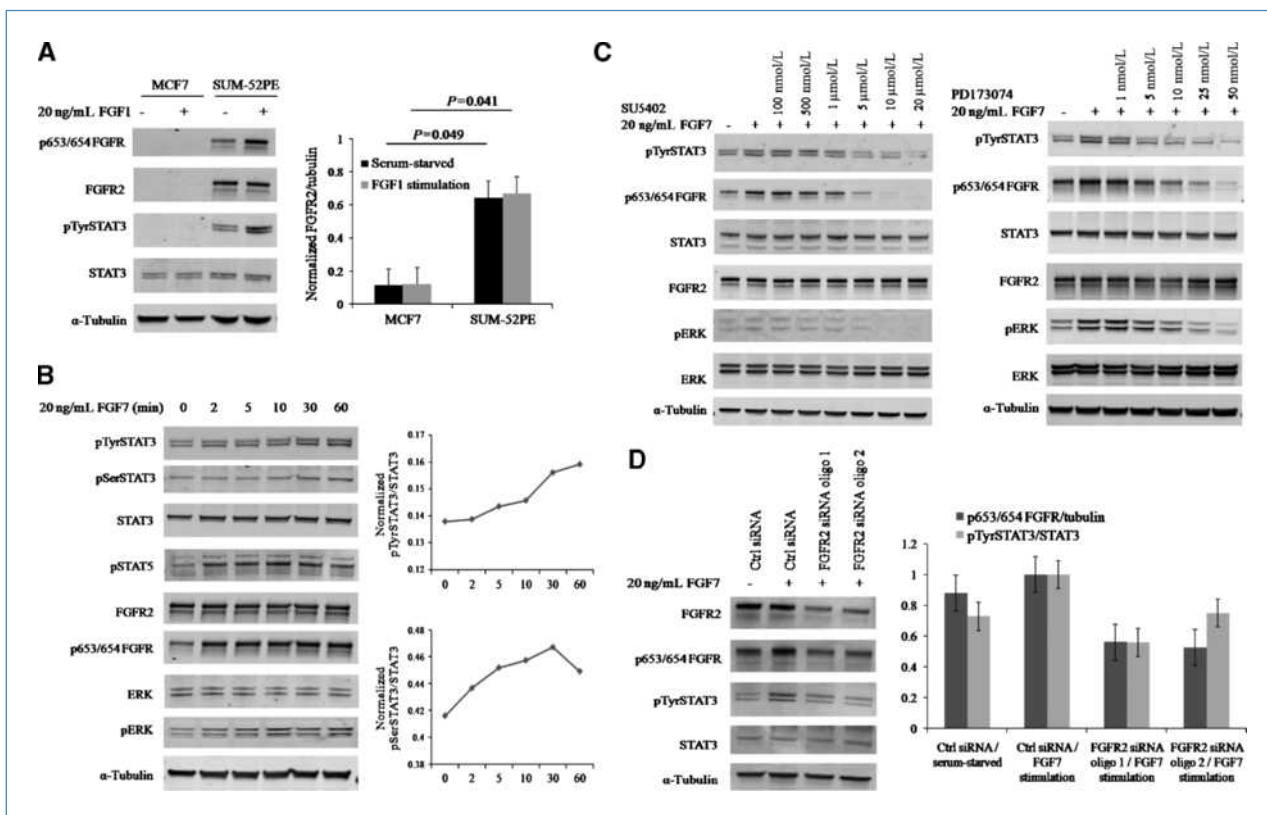 A
MCF7 SUM-52PE
20 ng/mL FGF1 - + - +
p653/654 FGFR
FGFR2
pTyrSTAT3
STAT3
α-Tubulin
P=0.041
P=0.049
Serum-starved
FGF1 stimulation
Normalized FGFR2/tubulin
1
0.8
0.6
0.4
0.2
0
MCF7 SUM-52PE
B
20 ng/mL FGF7 (min) 0 2 5 10 30 60
pTyrSTAT3
pSerSTAT3
STAT3
pSTAT5
FGFR2
p653/654 FGFR
ERK
pERK
α-Tubulin
Normalized
pTyrSTAT3/STAT3
0.17
0.16
0.15
0.14
0.13
0.12
0 2 5 10 30 60
Normalized
pSerSTAT3/STAT3
0.48
0.46
0.44
0.42
0.4
0.38
0 2 5 10 30 60
C
SU5402 100 nmol/L 500 nmol/L 1 μmol/L 5 μmol/L 10 μmol/L 20 μmol/L
20 ng/mL FGF7 - + + + + + + +
pTyrSTAT3
p653/654 FGFR
STAT3
FGFR2
pERK
ERK
α-Tubulin
PD173074 1 nmol/L 5 nmol/L 10 nmol/L 25 nmol/L 50 nmol/L
20 ng/mL FGF7 - + + + + + +
pTyrSTAT3
p653/654 FGFR
STAT3
FGFR2
pERK
ERK
α-Tubulin
D
Ctrl siRNA
Ctrl siRNA
FGFR2 siRNA oligo 1
FGFR2 siRNA oligo 2
20 ng/mL FGF7 - + + +
FGFR2
p653/654 FGFR
pTyrSTAT3
STAT3
α-Tubulin
p653/654 FGFR/tubulin
pTyrSTAT3/STAT3
1.2
1
0.8
0.6
0.4
0.2
0
Ctrl siRNA /
serum-starved
Ctrl siRNA /
FGF7
stimulation
FGFR2 siRNA
oligo 1 / FGF7
stimulation
FGFR2 siRNA
oligo 2 / FGF7
stimulation